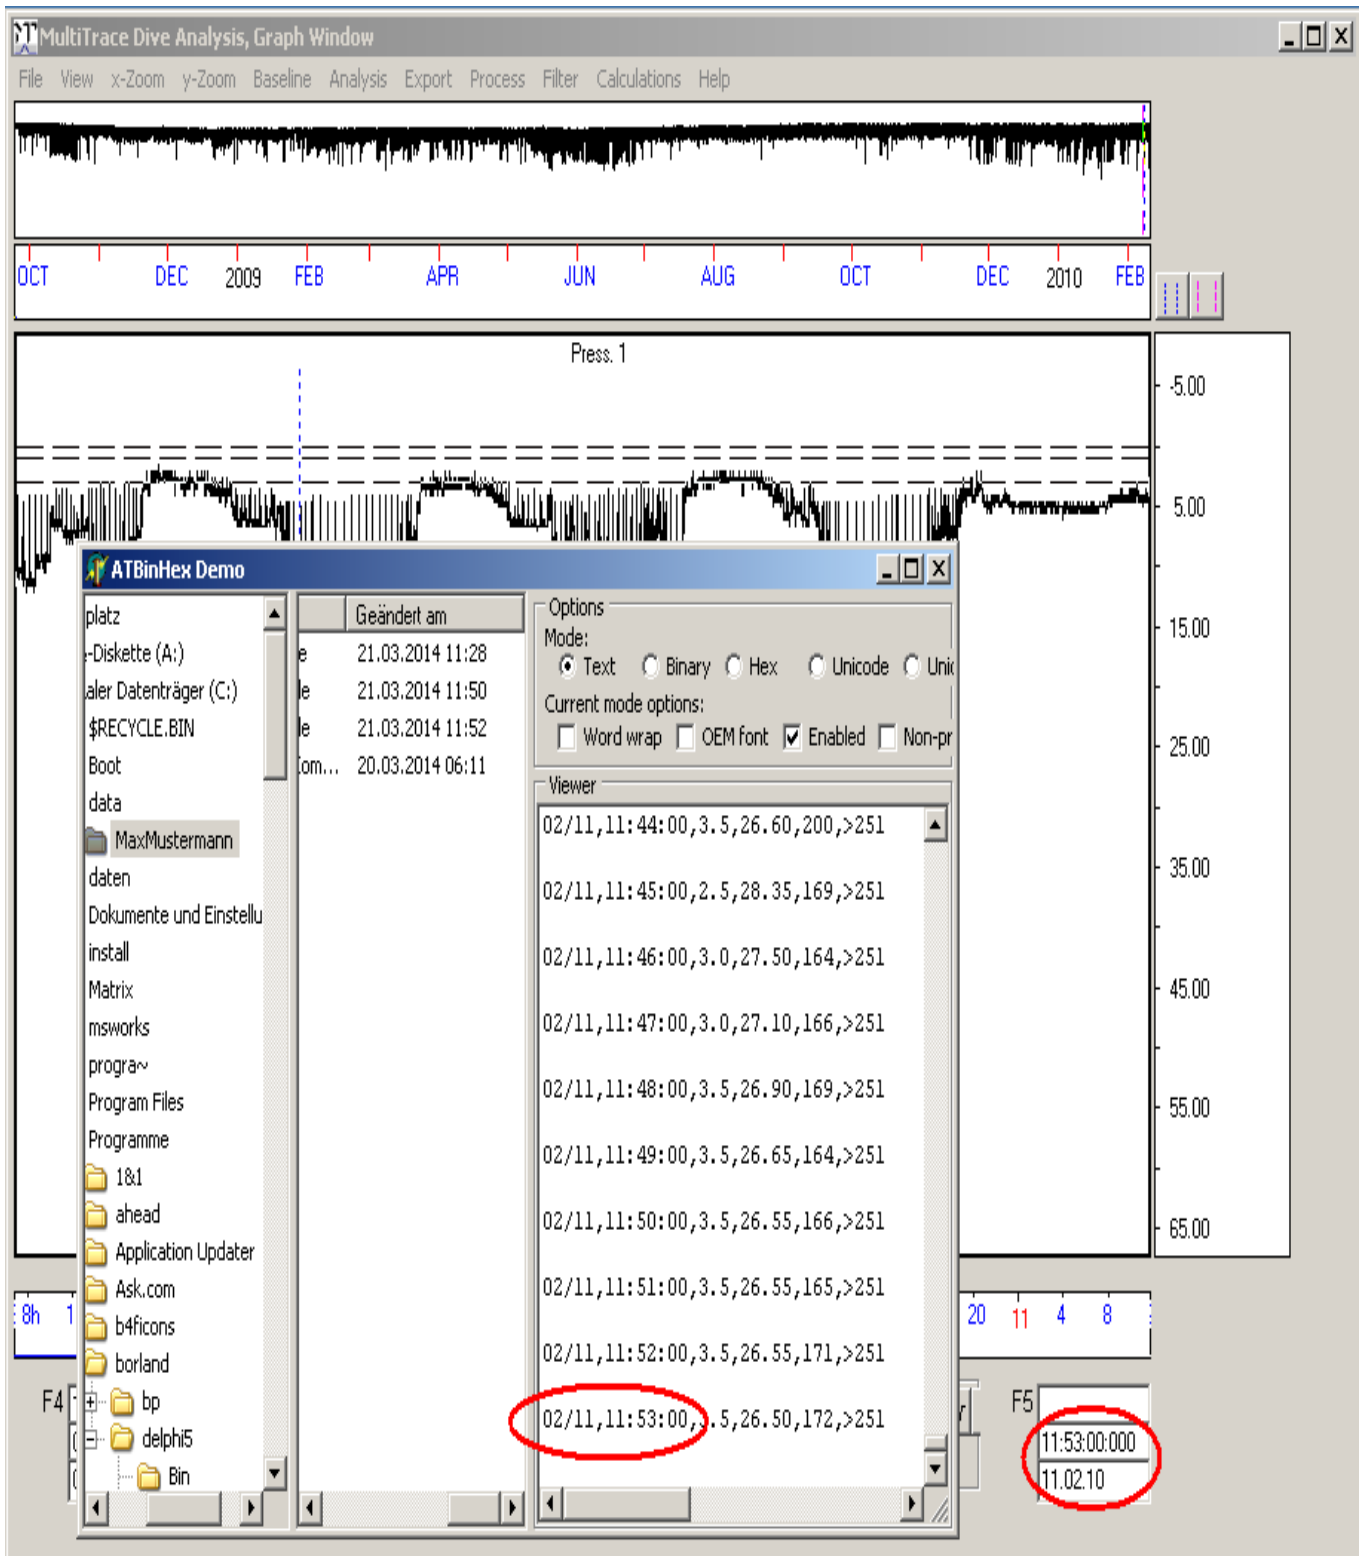 MultiTrace Dive Analysis, Graph Window
File View x-Zoom y-Zoom Baseline Analysis Export Process Filter Calculations Help
OCT DEC 2009 FEB APR JUN AUG OCT DEC 2010 FEB
Press. 1
-5.00
5.00
15.00
25.00
35.00
45.00
55.00
65.00
ATBinHex Demo
platz
-Diskette (A:)
aler Datenträger (C:)
$RECYCLE.BIN
Boot
data
MaxMustermann
daten
Dokumente und Einstellu
install
Matrix
msworks
progra~
Program Files
Programme
1&1
ahead
Application Updater
Ask.com
b4ficons
borland
bp
delphi5
Bin
Geändert am
e 21.03.2014 11:28
le 21.03.2014 11:50
le 21.03.2014 11:52
om... 20.03.2014 06:11
Options
Mode:
Text Binary Hex Unicode Unic
Current mode options:
Word wrap OEM font Enabled Non-pr
Viewer
02/11,11:44:00,3.5,26.60,200,>251
02/11,11:45:00,2.5,28.35,169,>251
02/11,11:46:00,3.0,27.50,164,>251
02/11,11:47:00,3.0,27.10,166,>251
02/11,11:48:00,3.5,26.90,169,>251
02/11,11:49:00,3.5,26.65,164,>251
02/11,11:50:00,3.5,26.55,166,>251
02/11,11:51:00,3.5,26.55,165,>251
02/11,11:52:00,3.5,26.55,171,>251
02/11,11:53:00,3.5,26.50,172,>251
8h 1 20 11 4 8
F4
F5
11:53:00:000
11.02.10